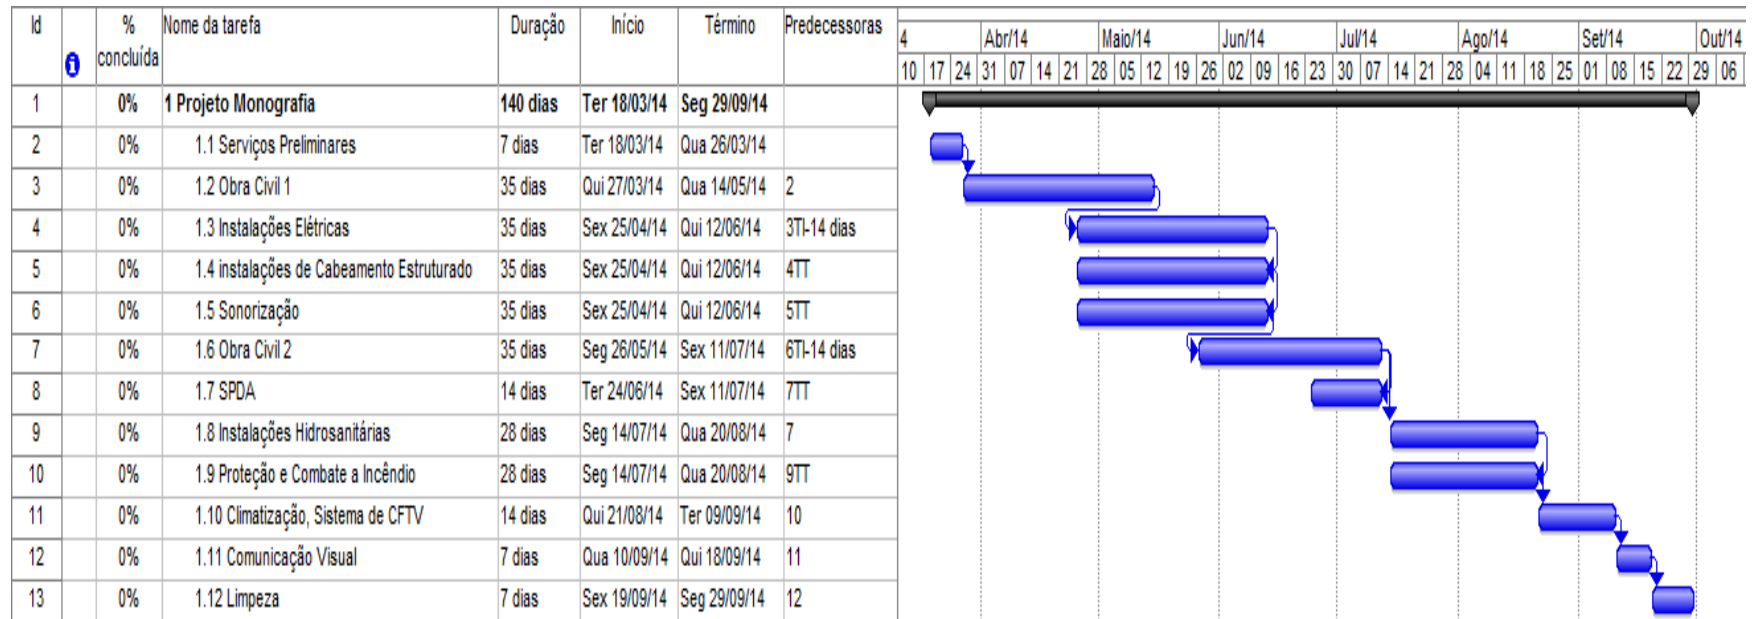 Id % concluída Nome da tarefa Duração Início Término Predecessoras
4 Abr/14 Maio/14 Jun/14 Jul/14 Ago/14 Set/14 Out/14
10 17 24 31 07 14 21 28 05 12 19 26 02 09 16 23 30 07 14 21 28 04 11 18 25 01 08 15 22 29 06
1 0% 1 Projeto Monografia 140 dias Ter 18/03/14 Seg 29/09/14
2 0% 1.1 Serviços Preliminares 7 dias Ter 18/03/14 Qua 26/03/14
3 0% 1.2 Obra Civil 1 35 dias Qui 27/03/14 Qua 14/05/14 2
4 0% 1.3 Instalações Elétricas 35 dias Sex 25/04/14 Qui 12/06/14 3TI-14 dias
5 0% 1.4 instalações de Cabeamento Estruturado 35 dias Sex 25/04/14 Qui 12/06/14 4TT
6 0% 1.5 Sonorização 35 dias Sex 25/04/14 Qui 12/06/14 5TT
7 0% 1.6 Obra Civil 2 35 dias Seg 26/05/14 Sex 11/07/14 6TI-14 dias
8 0% 1.7 SPDA 14 dias Ter 24/06/14 Sex 11/07/14 7TT
9 0% 1.8 Instalações Hidrosanitárias 28 dias Seg 14/07/14 Qua 20/08/14 7
10 0% 1.9 Proteção e Combate a Incêndio 28 dias Seg 14/07/14 Qua 20/08/14 9TT
11 0% 1.10 Climatização, Sistema de CFTV 14 dias Qui 21/08/14 Ter 09/09/14 10
12 0% 1.11 Comunicação Visual 7 dias Qua 10/09/14 Qui 18/09/14 11
13 0% 1.12 Limpeza 7 dias Sex 19/09/14 Seg 29/09/14 12